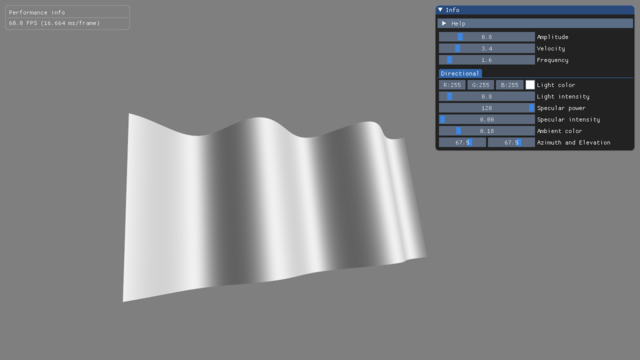 Performance info
60.0 FPS (16.664 ms/frame)
Info
Help
0.8 Amplitude
3.4 Velocity
1.6 Frequency
Directional
R:255 G:255 B:255 Light color
0.8 Light intensity
128 Specular power
0.00 Specular intensity
0.18 Ambient color
67.5 67.5 Azimuth and Elevation